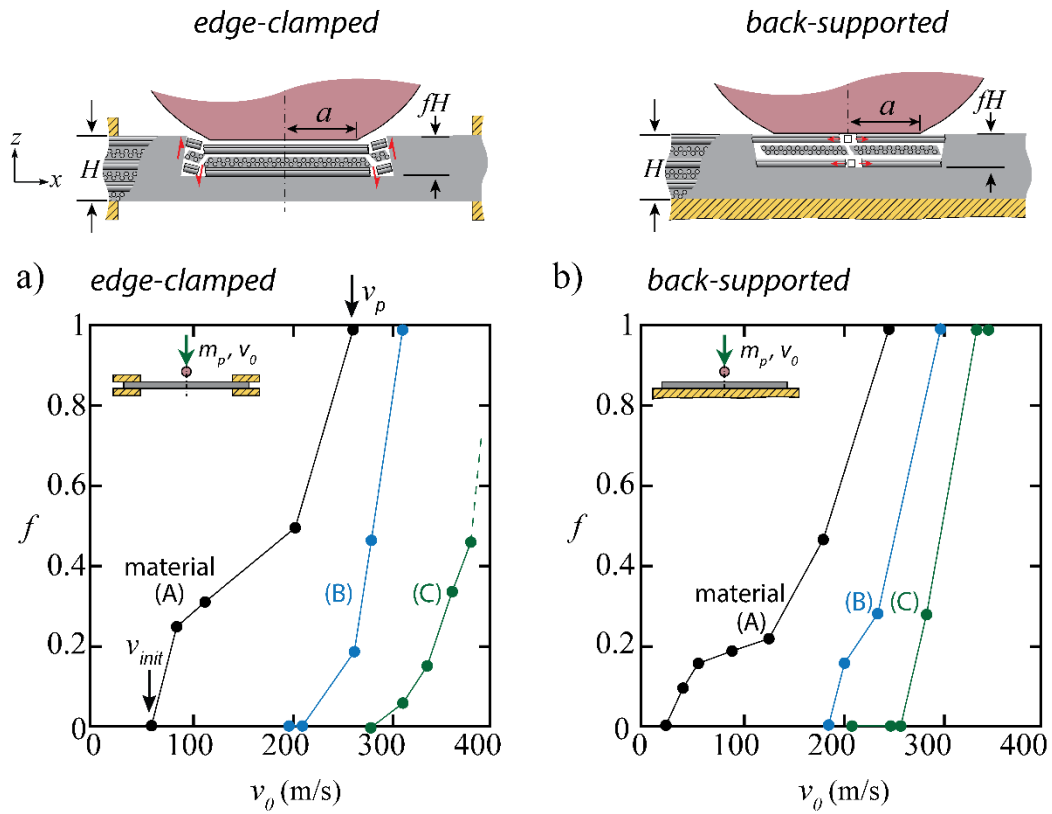 edge-clamped
back-supported
z
x
H
a
fH
H
a
fH
a) edge-clamped
b) back-supported
v_p
1
0.8
0.6
0.4
0.2
0
f
m_p, v_0
material
(A)
(B)
(C)
v_init
0 100 200 300 400
v_0 (m/s)
1
0.8
0.6
0.4
0.2
0
f
m_p, v_0
material
(A)
(B)
(C)
0 100 200 300 400
v_0 (m/s)